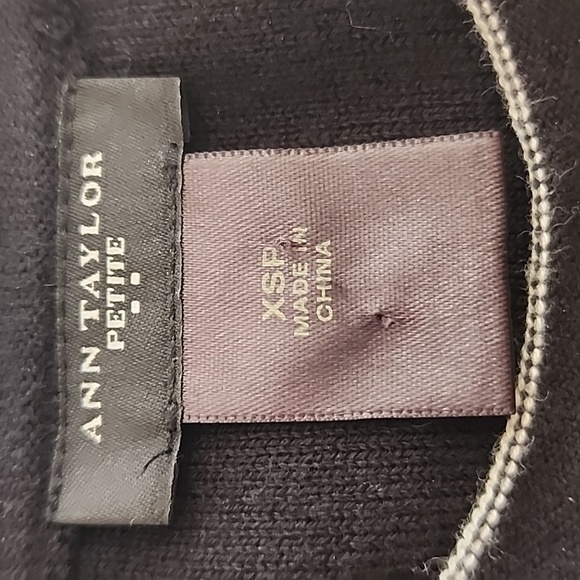 ANN TAYLOR
PETITE
XSP
MADE IN
CHINA